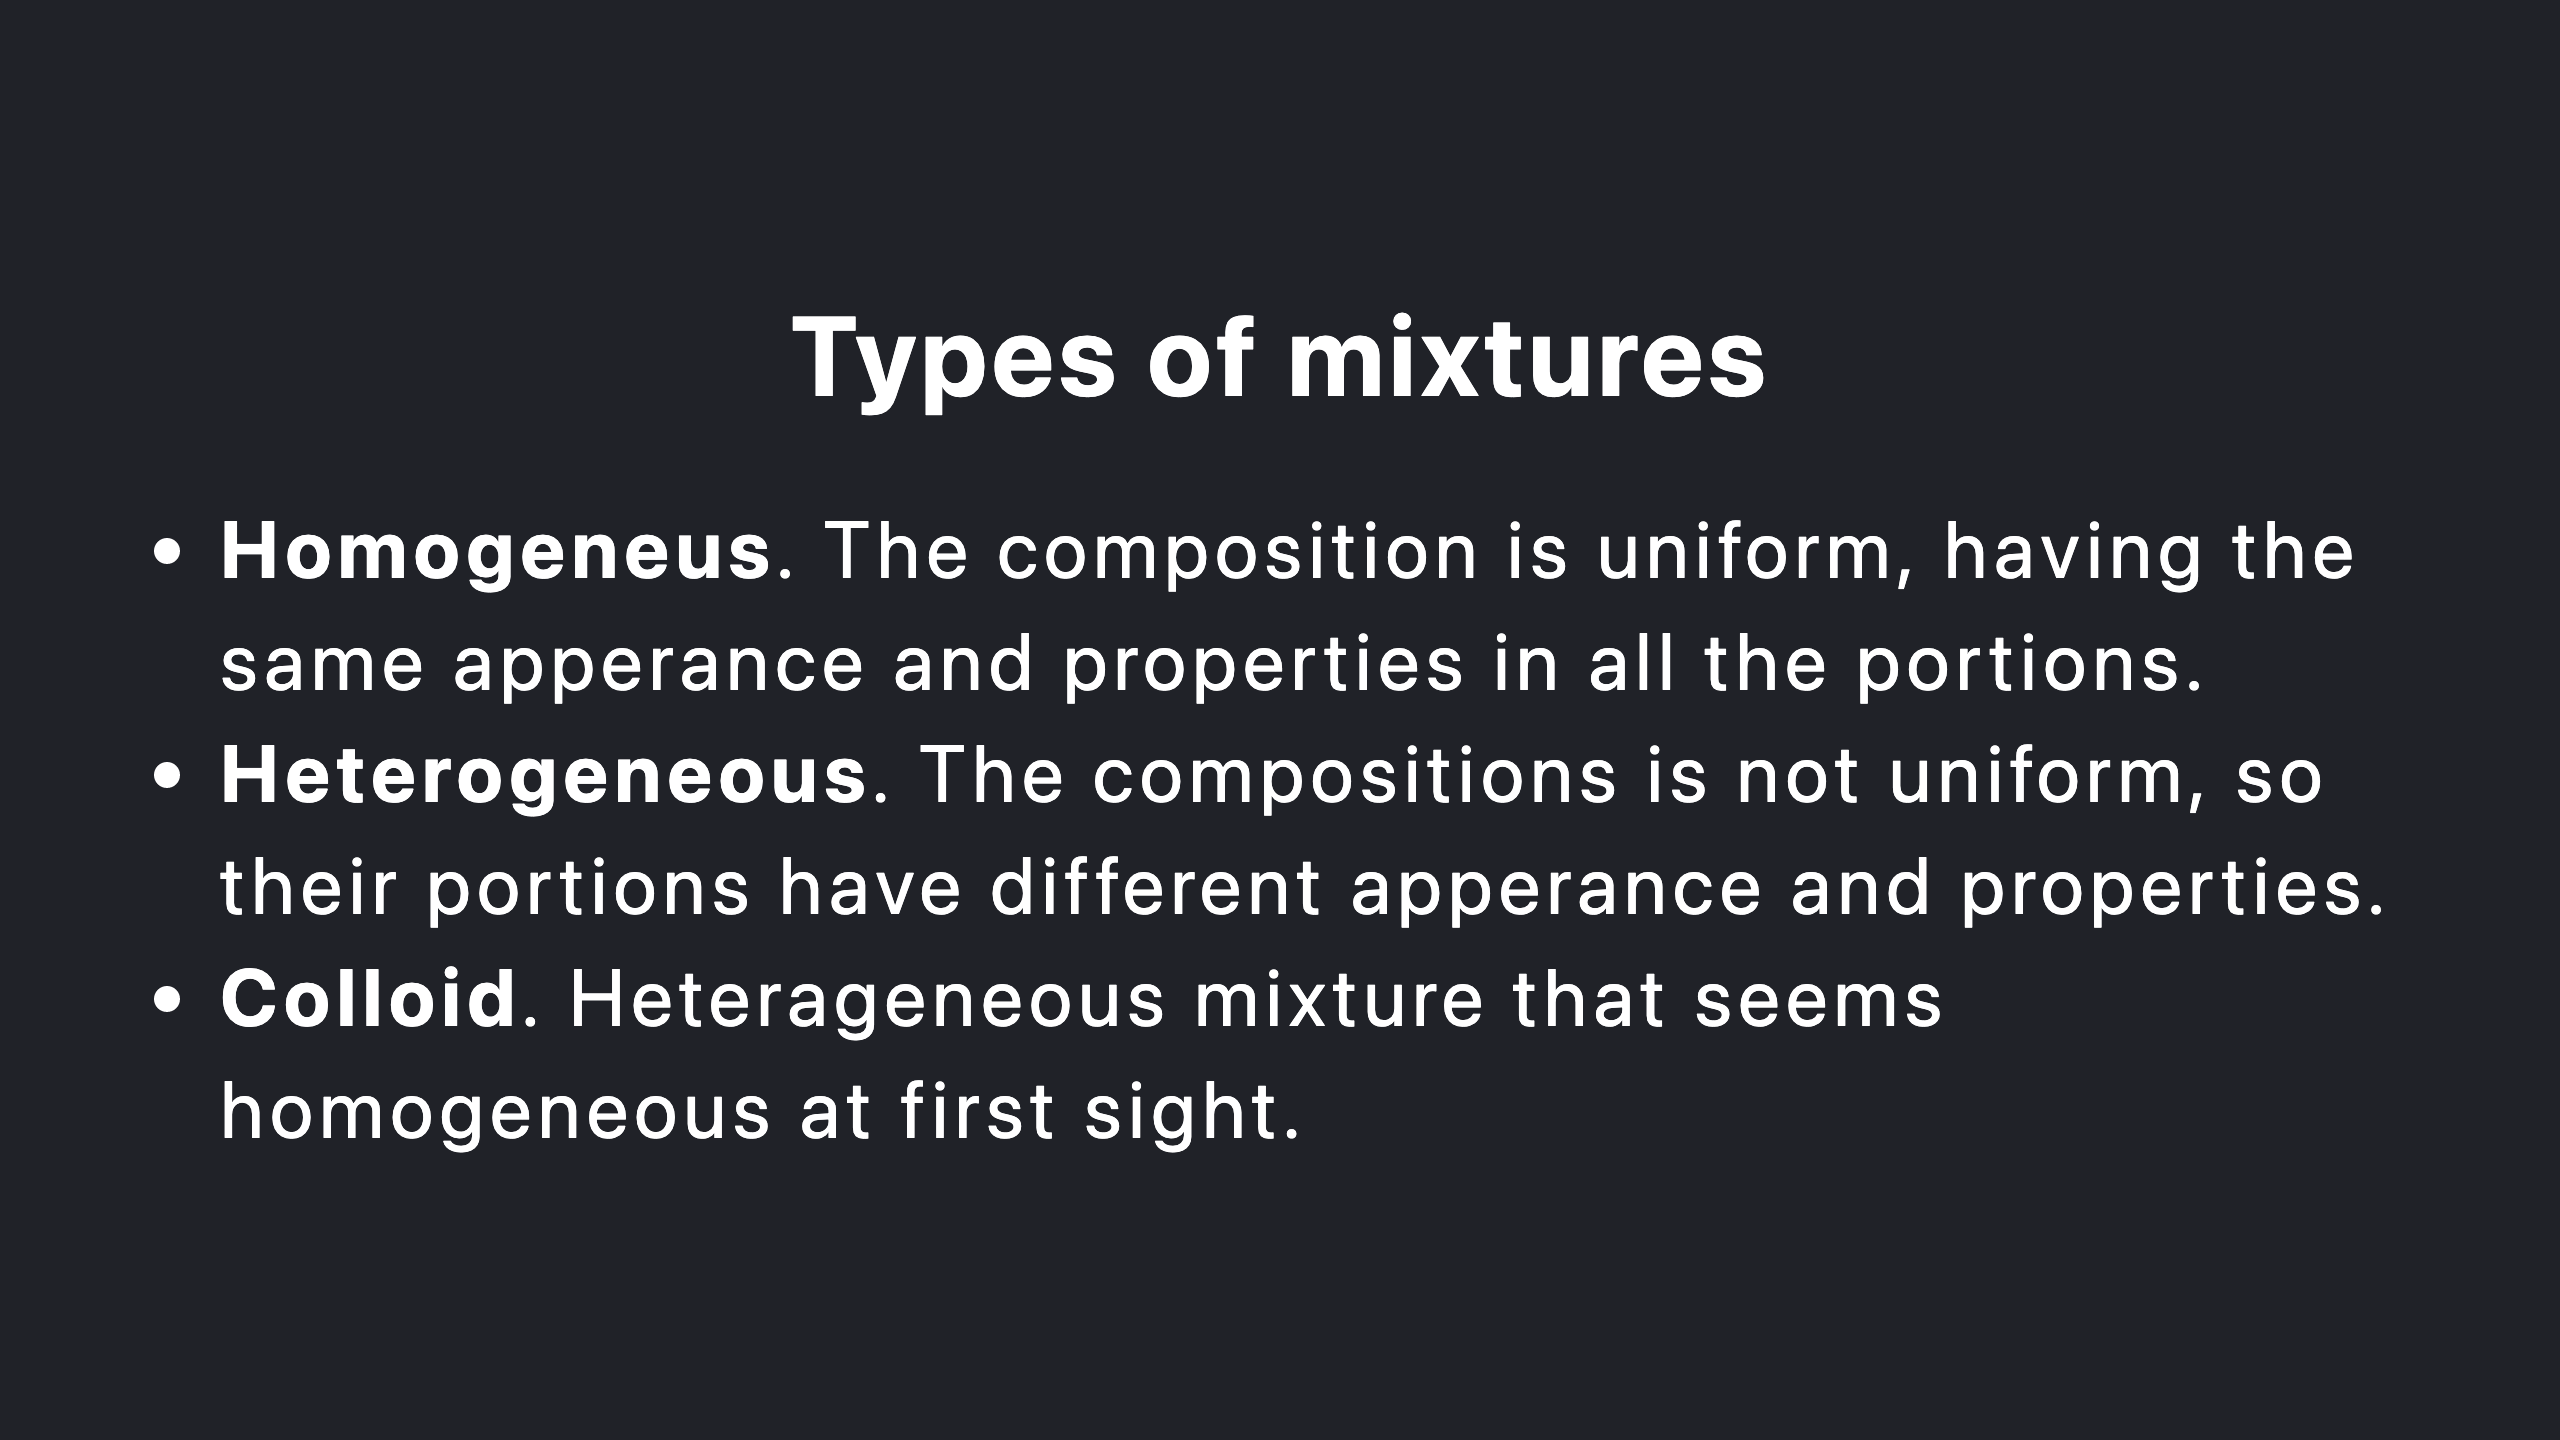 Types of mixtures
• Homogeneus. The composition is uniform, having the
same apperance and properties in all the portions.
• Heterogeneous. The compositions is not uniform, so
their portions have different apperance and properties.
• Colloid. Heterageneous mixture that seems
homogeneous at first sight.